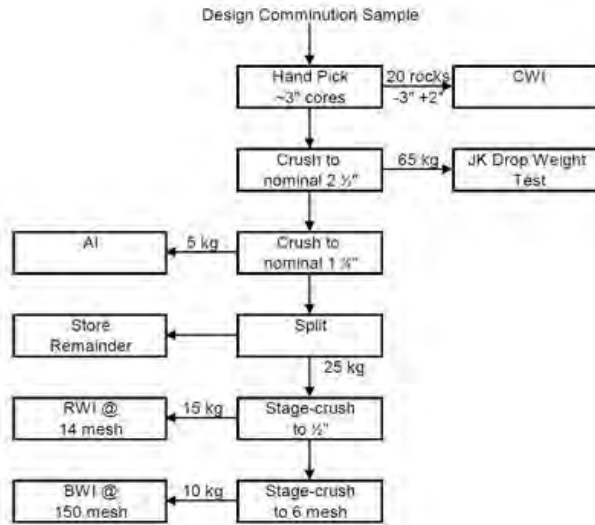 Design Comminution Sample
Hand Pick
~3" cores
20 rocks
-3" +2"
CWI
Crush to
nominal 2 ½"
65 kg
JK Drop Weight
Test
AI
5 kg
Crush to
nominal 1 ¼"
Store
Remainder
Split
25 kg
RWI @
14 mesh
15 kg
Stage-crush
to ½"
BWI @
150 mesh
10 kg
Stage-crush
to 6 mesh